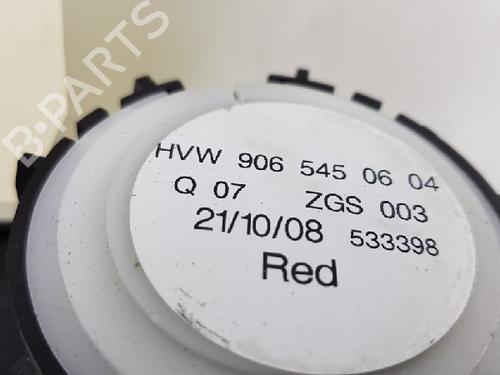 B-PARTS
HVW 906 545 06 04
Q 07 ZGS 003
21/10/08 533398
Red